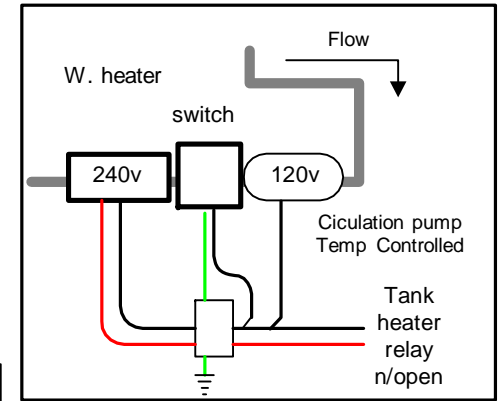 Flow
W. heater
switch
240v
120v
Ciculation pump
Temp Controlled
Tank
heater
relay
n/open